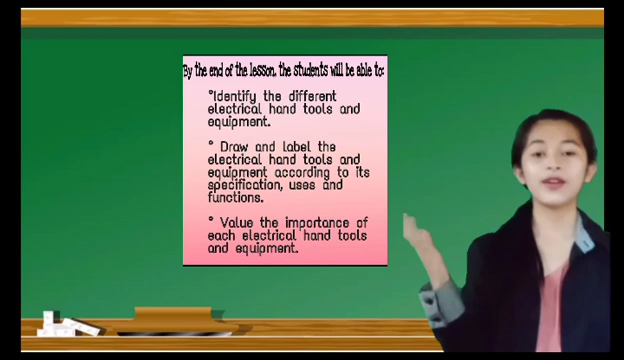 By the end of the lesson, the students will be able to:
°Identify the different
electrical hand tools and
equipment.
° Draw and label the
electrical hand tools and
equipment according to its
specification, uses and
functions.
° Value the importance of
each electrical hand tools
and equipment.